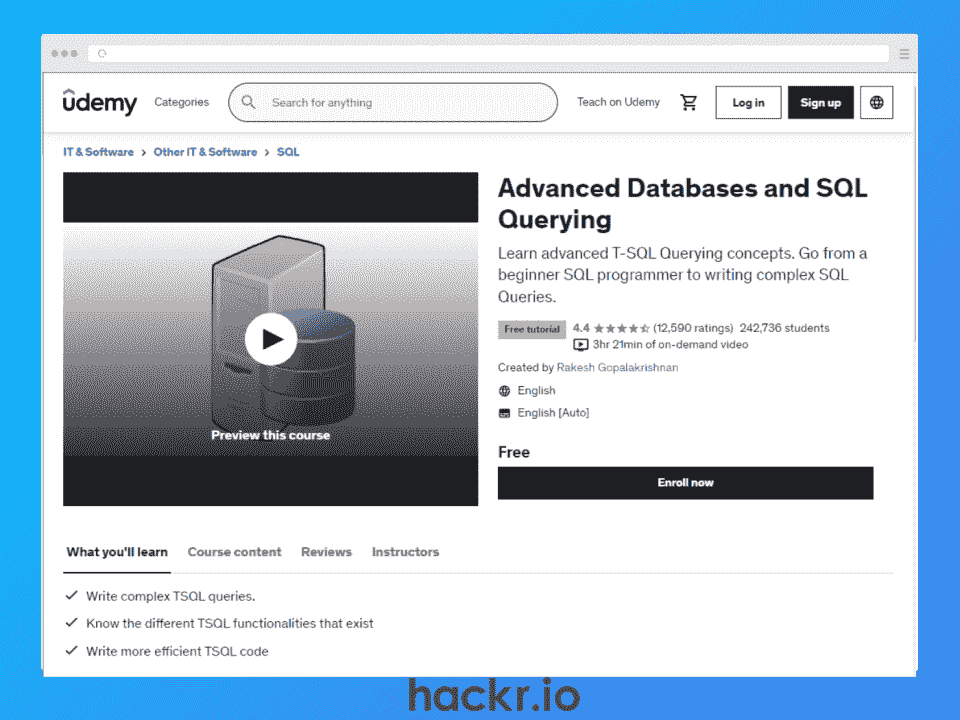 ûdemy Categories Search for anything Teach on Udemy Log in Sign up
IT & Software > Other IT & Software > SQL
Preview this course
Advanced Databases and SQL
Querying
Learn advanced T-SQL Querying concepts. Go from a
beginner SQL programmer to writing complex SQL
Queries.
Free tutorial 4.4 (12,590 ratings) 242,736 students
3hr 21min of on-demand video
Created by Rakesh Gopalakrishnan
English
English [Auto]
Free
Enroll now
What you'll learn Course content Reviews Instructors
Write complex TSQL queries.
Know the different TSQL functionalities that exist
Write more efficient TSQL code
hackr.io